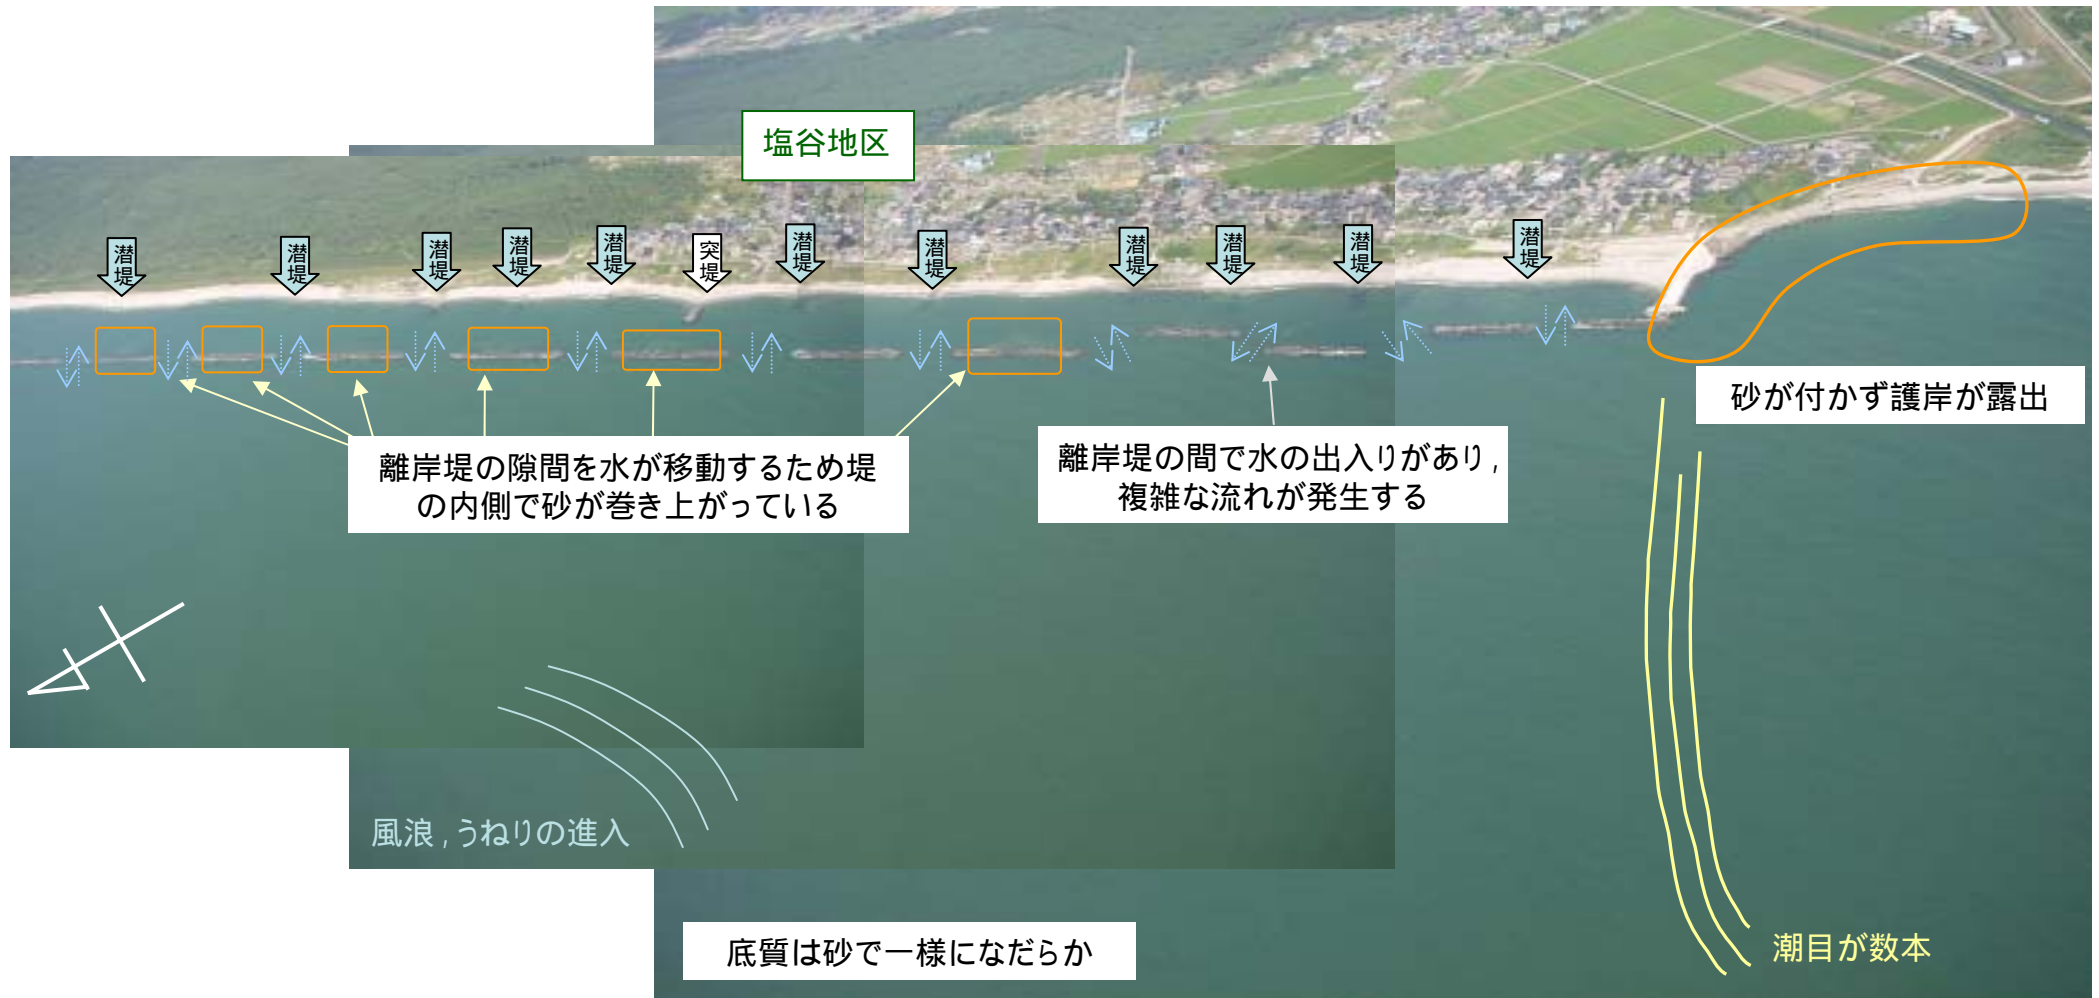 塩谷地区
潜堤
潜堤
潜堤
潜堤
潜堤
突堤
潜堤
潜堤
潜堤
潜堤
潜堤
潜堤
砂が付かず護岸が露出
離岸堤の隙間を水が移動するため堤
の内側で砂が巻き上がっている
離岸堤の間で水の出入りがあり,
複雑な流れが発生する
風浪,うねりの進入
底質は砂で一様になだらか
潮目が数本